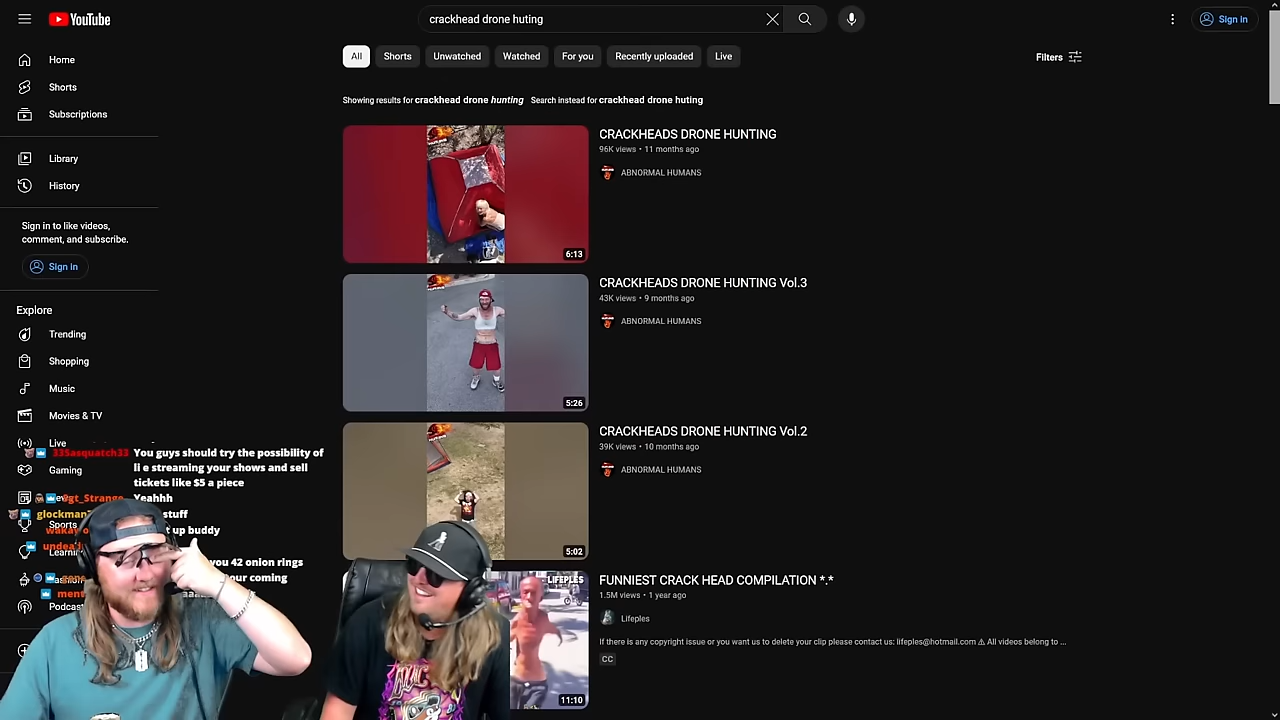 YouTube
crackhead drone huting
Sign in
All
Shorts
Unwatched
Watched
For you
Recently uploaded
Live
Filters
Home
Shorts
Subscriptions
Library
History
Sign in to like videos,
comment, and subscribe.
Sign in
Explore
Trending
Shopping
Music
Movies & TV
Live
Gaming
Sports
Showing results for crackhead drone hunting Search instead for crackhead drone huting
CRACKHEADS DRONE HUNTING
96K views • 11 months ago
ABNORMAL HUMANS
6:13
CRACKHEADS DRONE HUNTING Vol.3
43K views • 9 months ago
ABNORMAL HUMANS
5:26
CRACKHEADS DRONE HUNTING Vol.2
39K views • 10 months ago
ABNORMAL HUMANS
5:02
FUNNIEST CRACK HEAD COMPILATION *.*
1.5M views • 1 year ago
Lifeples
If there is any copyright issue or you want us to delete your clip please contact us: lifeples@hotmail.com ⚠ All videos belong to ...
CC
LIFEPLES
11:10
335asquatch33 You guys should try the possibility of
li e streaming your shows and sell
tickets like $5 a piece
Sgt_Strange Yeahhh
stuff
up buddy
you 42 onion rings
coming